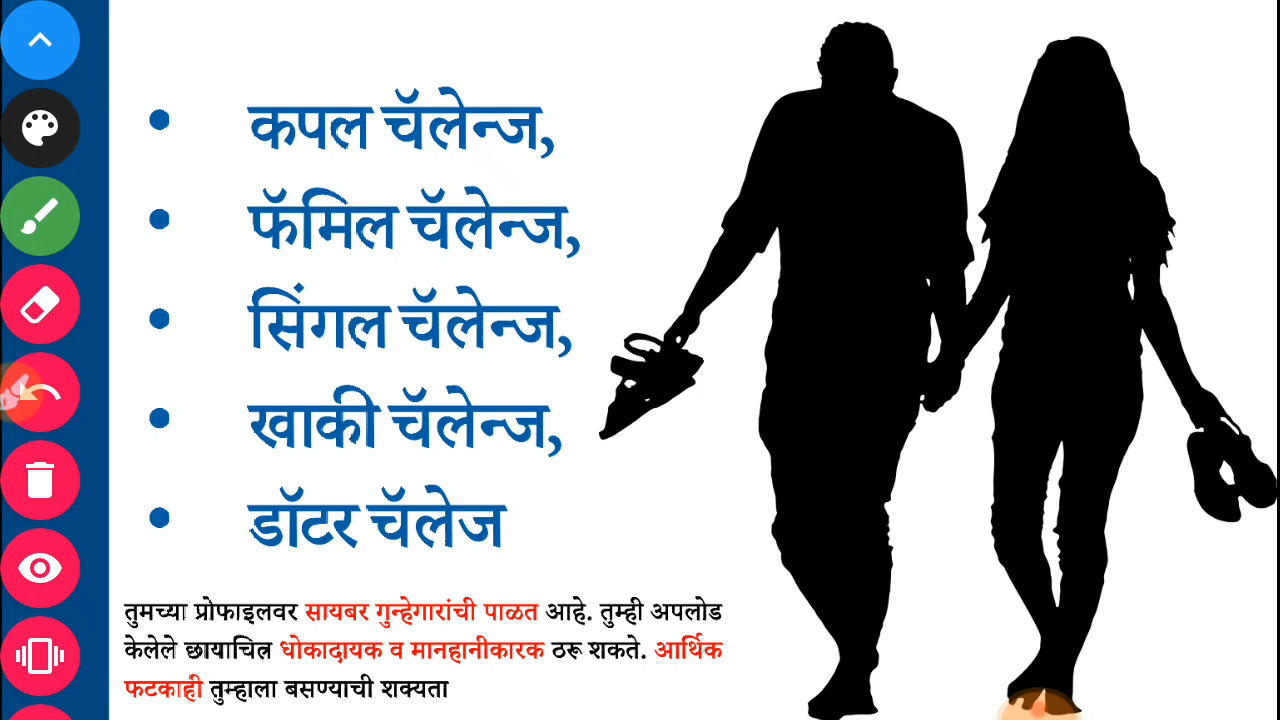 • कपल चॅलेन्ज,
• फॅमिल चॅलेन्ज,
• सिंगल चॅलेन्ज,
• खाकी चॅलेन्ज,
• डॉटर चॅलेज
तुमच्या प्रोफाइलवर सायबर गुन्हेगारांची पाळत आहे. तुम्ही अपलोड
केलेले छायाचित्र धोकादायक व मानहानीकारक ठरू शकते. आर्थिक
फटकाही तुम्हाला बसण्याची शक्यता